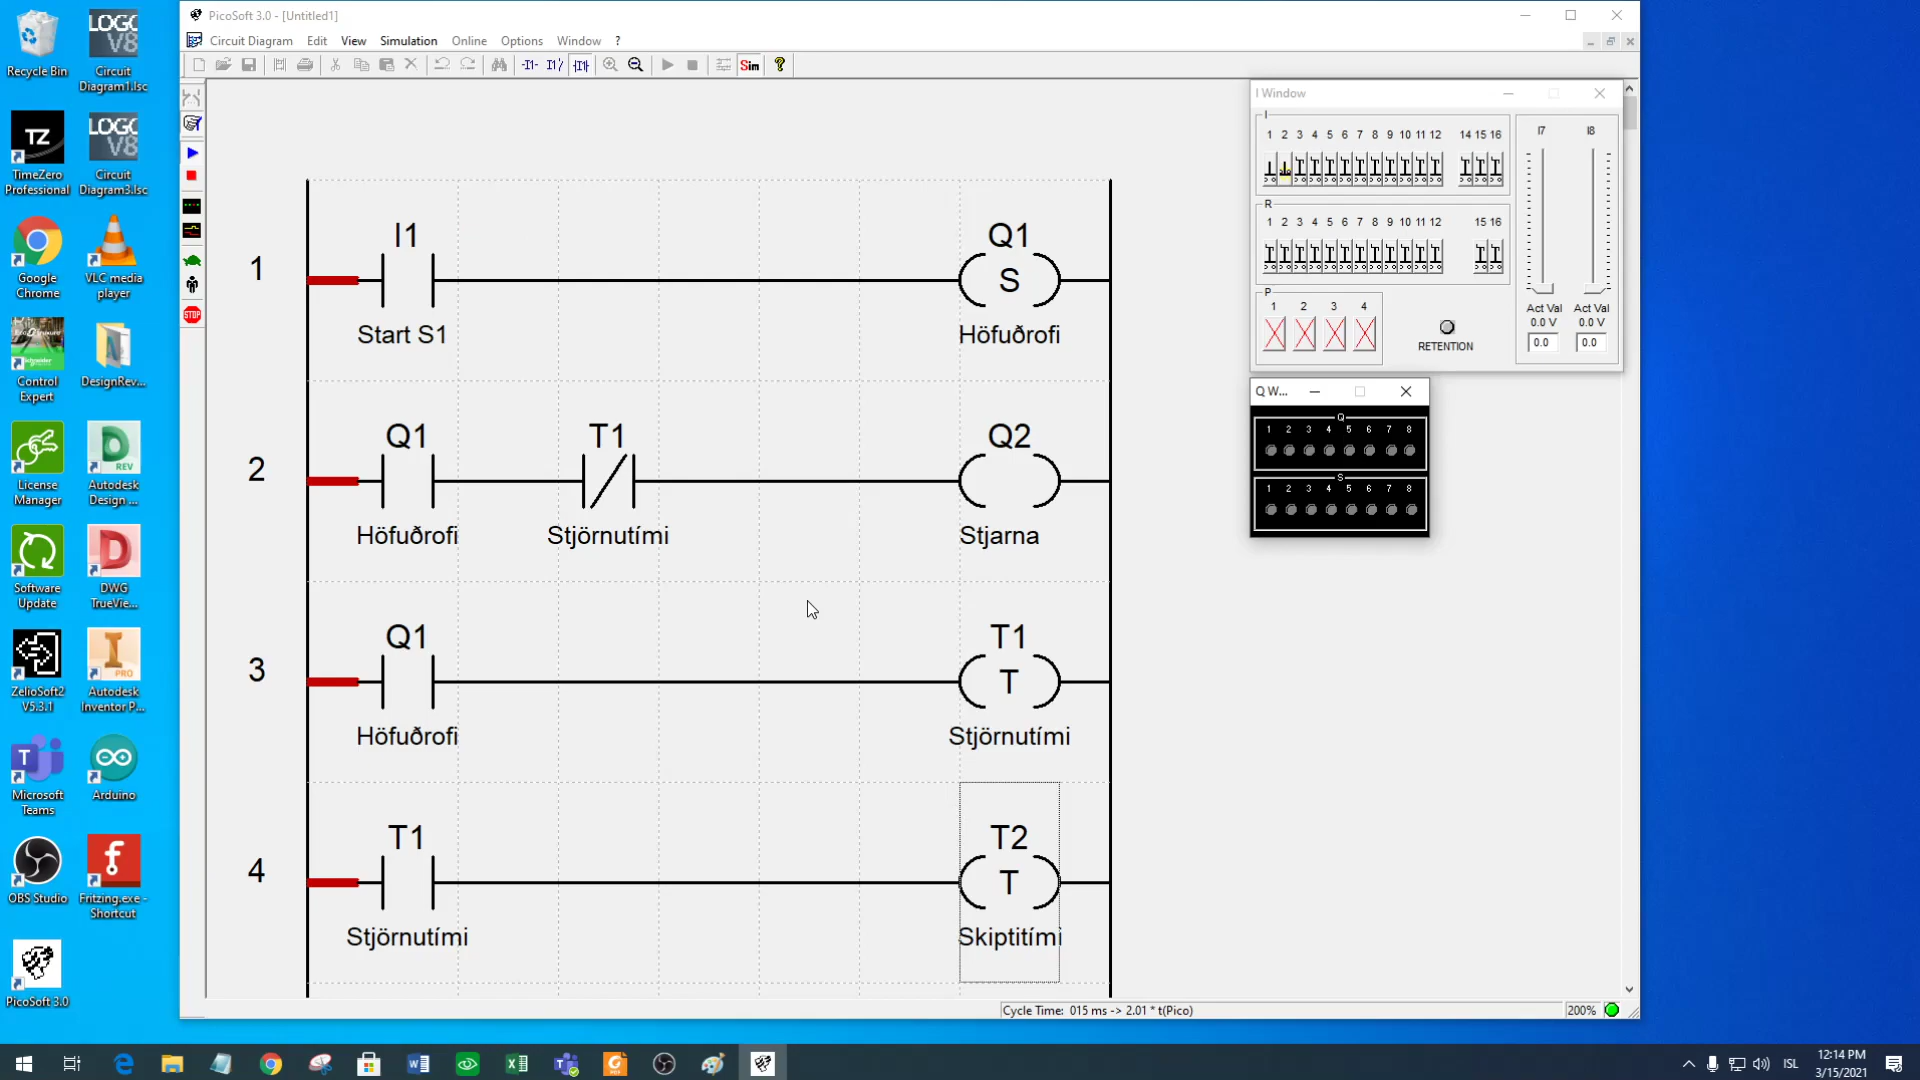 PicoSoft 3.0 - [Untitled1]
Circuit Diagram Edit View Simulation Online Options Window ?
Sim
STOP
Recycle Bin
LOGO V8
Circuit Diagram1.lsc
TZ
TimeZero Professional
LOGO V8
Circuit Diagram3.lsc
Google Chrome
VLC media player
Control Expert
DesignRev...
License Manager
Autodesk Design ...
Software Update
DWG TrueVie...
ZelioSoft2 V5.3.1
Autodesk Inventor P...
Microsoft Teams
Arduino
OBS Studio
Fritzing.exe - Shortcut
PicoSoft 3.0
1
I1
Start S1
Q1
S
Höfuðrofi
2
Q1
Höfuðrofi
T1
Stjörnutími
Q2
Stjarna
3
Q1
Höfuðrofi
T1
T
Stjörnutími
4
T1
Stjörnutími
T2
T
Skiptitími
I Window
I
1 2 3 4 5 6 7 8 9 10 11 12 14 15 16
R
1 2 3 4 5 6 7 8 9 10 11 12 15 16
P
1 2 3 4
RETENTION
I7 I8
Act Val Act Val
0.0 V 0.0 V
0.0 0.0
Q W...
Q
1 2 3 4 5 6 7 8
S
1 2 3 4 5 6 7 8
Cycle Time: 015 ms -> 2.01 * t(Pico)
200%
ISL
12:14 PM
3/15/2021